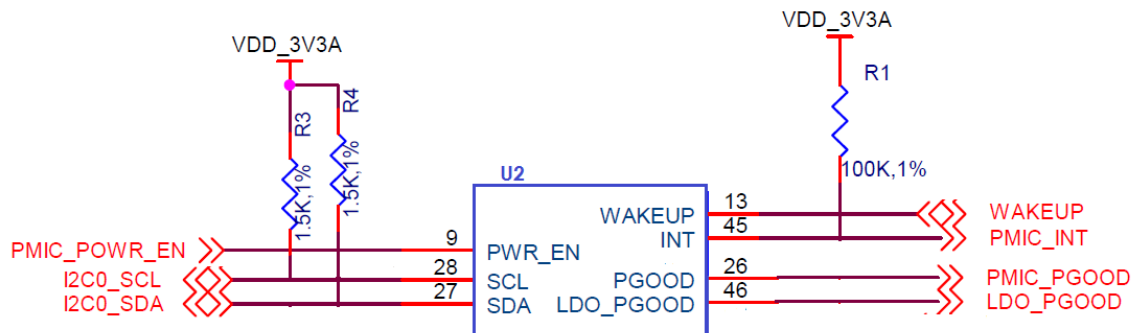 VDD_3V3A
VDD_3V3A
R1
R3
R4
1.5K,1%
1.5K,1%
100K,1%
U2
WAKEUP
13
WAKEUP
INT
45
PMIC_INT
PMIC_POWR_EN
9
PWR_EN
I2C0_SCL
28
SCL
PGOOD
26
PMIC_PGOOD
I2C0_SDA
27
SDA
LDO_PGOOD
46
LDO_PGOOD